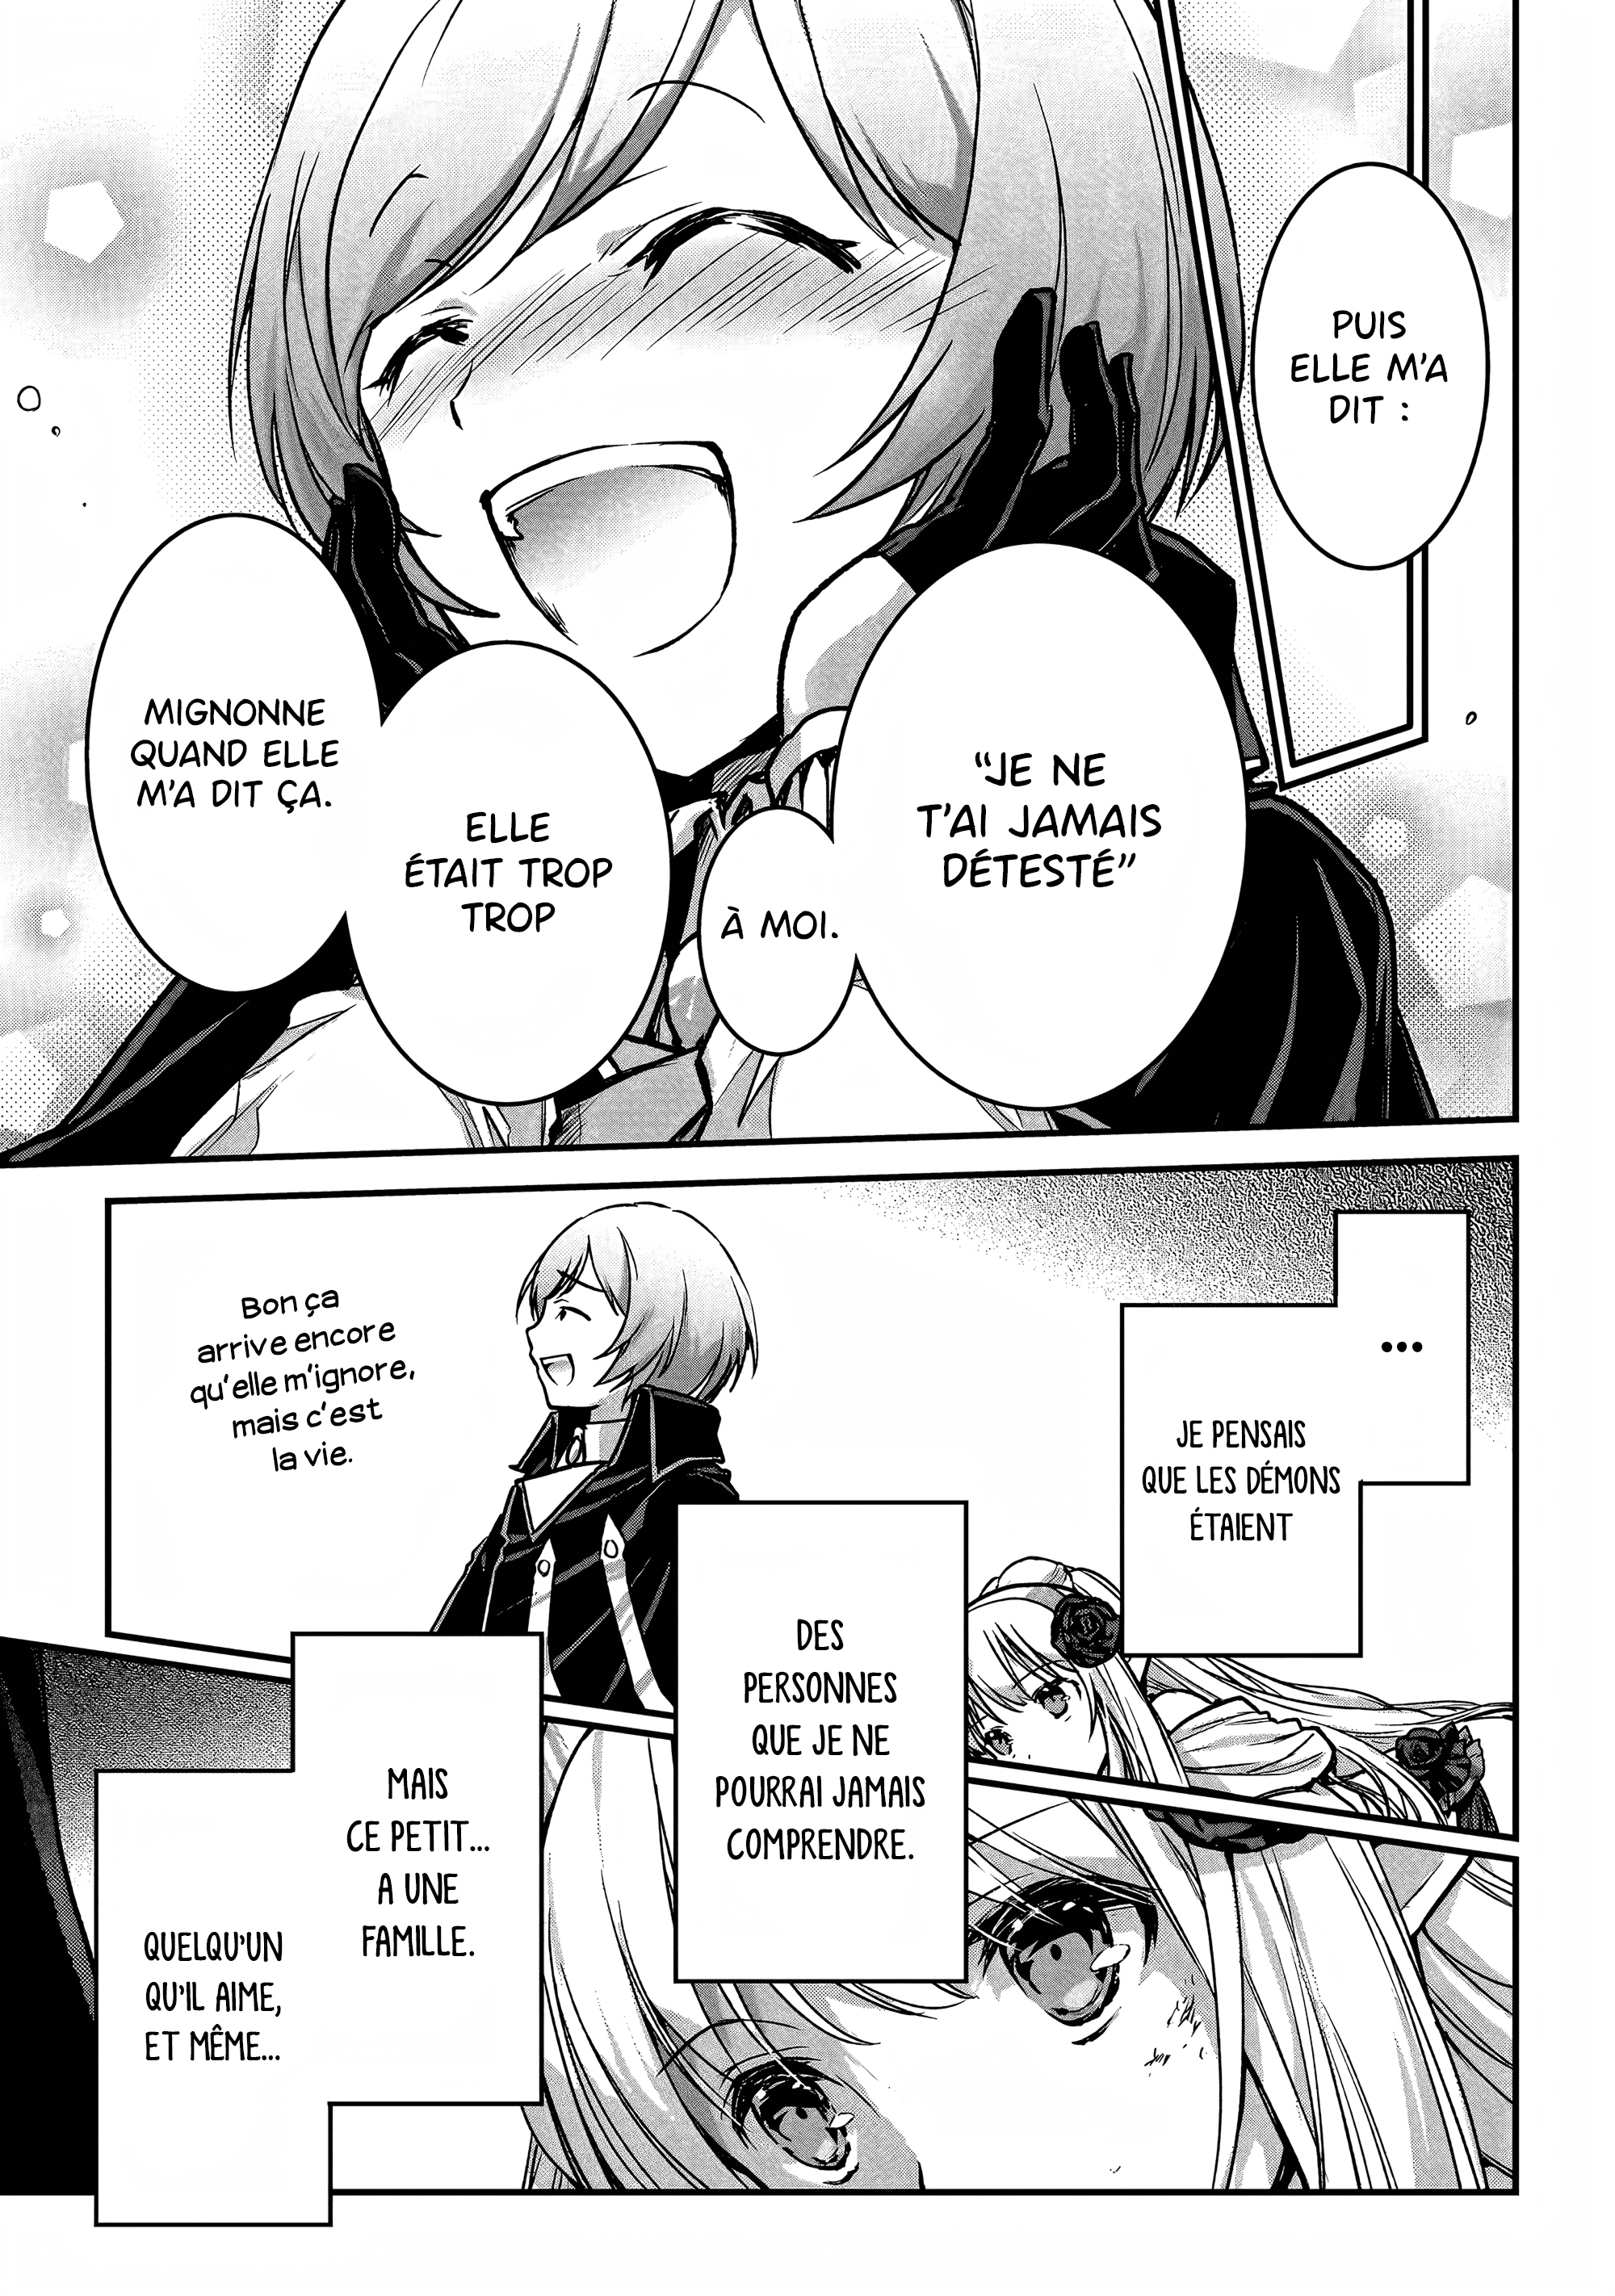 PUIS
ELLE M'A
DIT :
“JE NE
T'AI JAMAIS
DÉTESTÉ”
À MOI.
ELLE
ÉTAIT TROP
TROP
MIGNONNE
QUAND ELLE
M'A DIT ÇA.
...
JE PENSAIS
QUE LES DÉMONS
ÉTAIENT
Bon ça
arrive encore
qu'elle m'ignore,
mais c'est
la vie.
DES
PERSONNES
QUE JE NE
POURRAI JAMAIS
COMPRENDRE.
MAIS
CE PETIT...
A UNE
FAMILLE.
QUELQU'UN
QU'IL AIME,
ET MÊME...